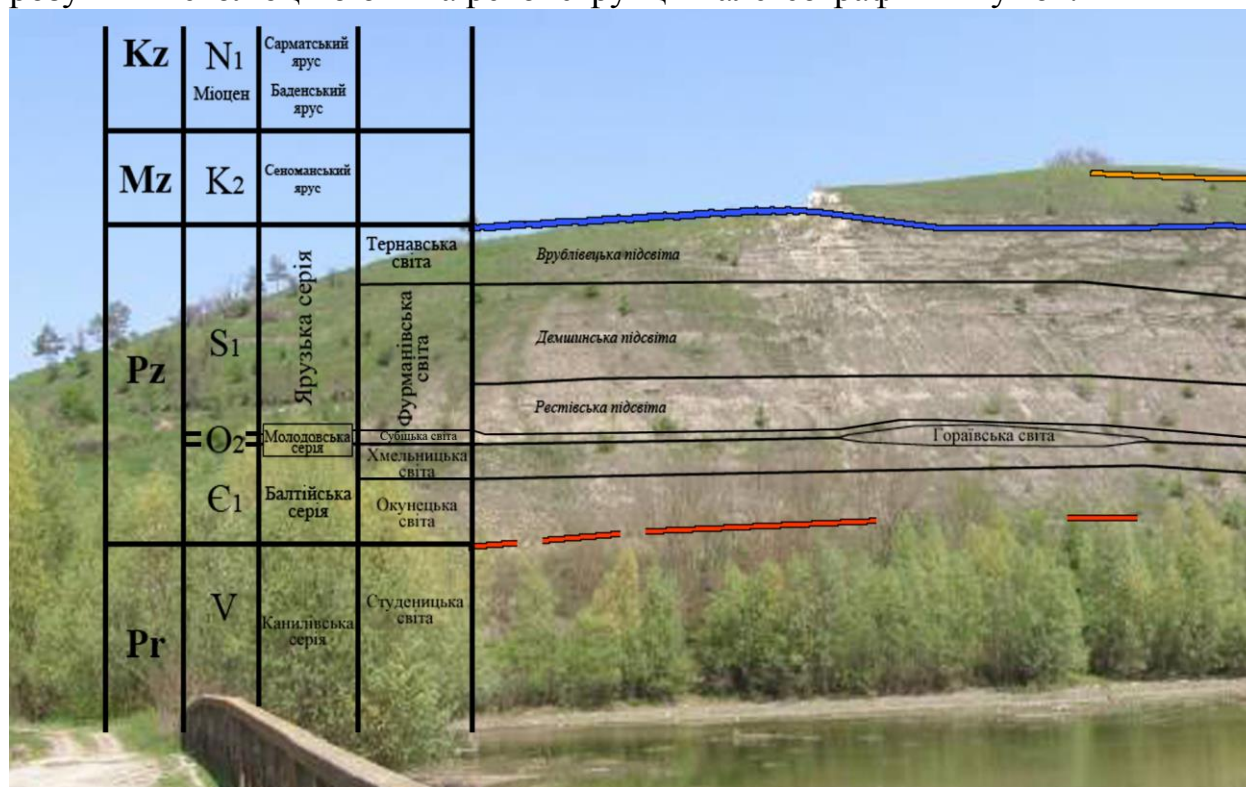 Kz
N1
Міоцен
Сарматський
ярус
Баденський
ярус
Mz
K2
Сеноманський
ярус
Pz
S1
Ярузька серія
Тернавська
світа
Врублівецька підсвіта
Фурманівська
світа
Демшинська підсвіта
Рестівська підсвіта
O2
Молодовська
серія
Субіцька світа
Гораївська світа
Хмельницька
світа
Є1
Балтійська
серія
Окунецька
світа
Pr
V
Канилівська
серія
Студеницька
світа